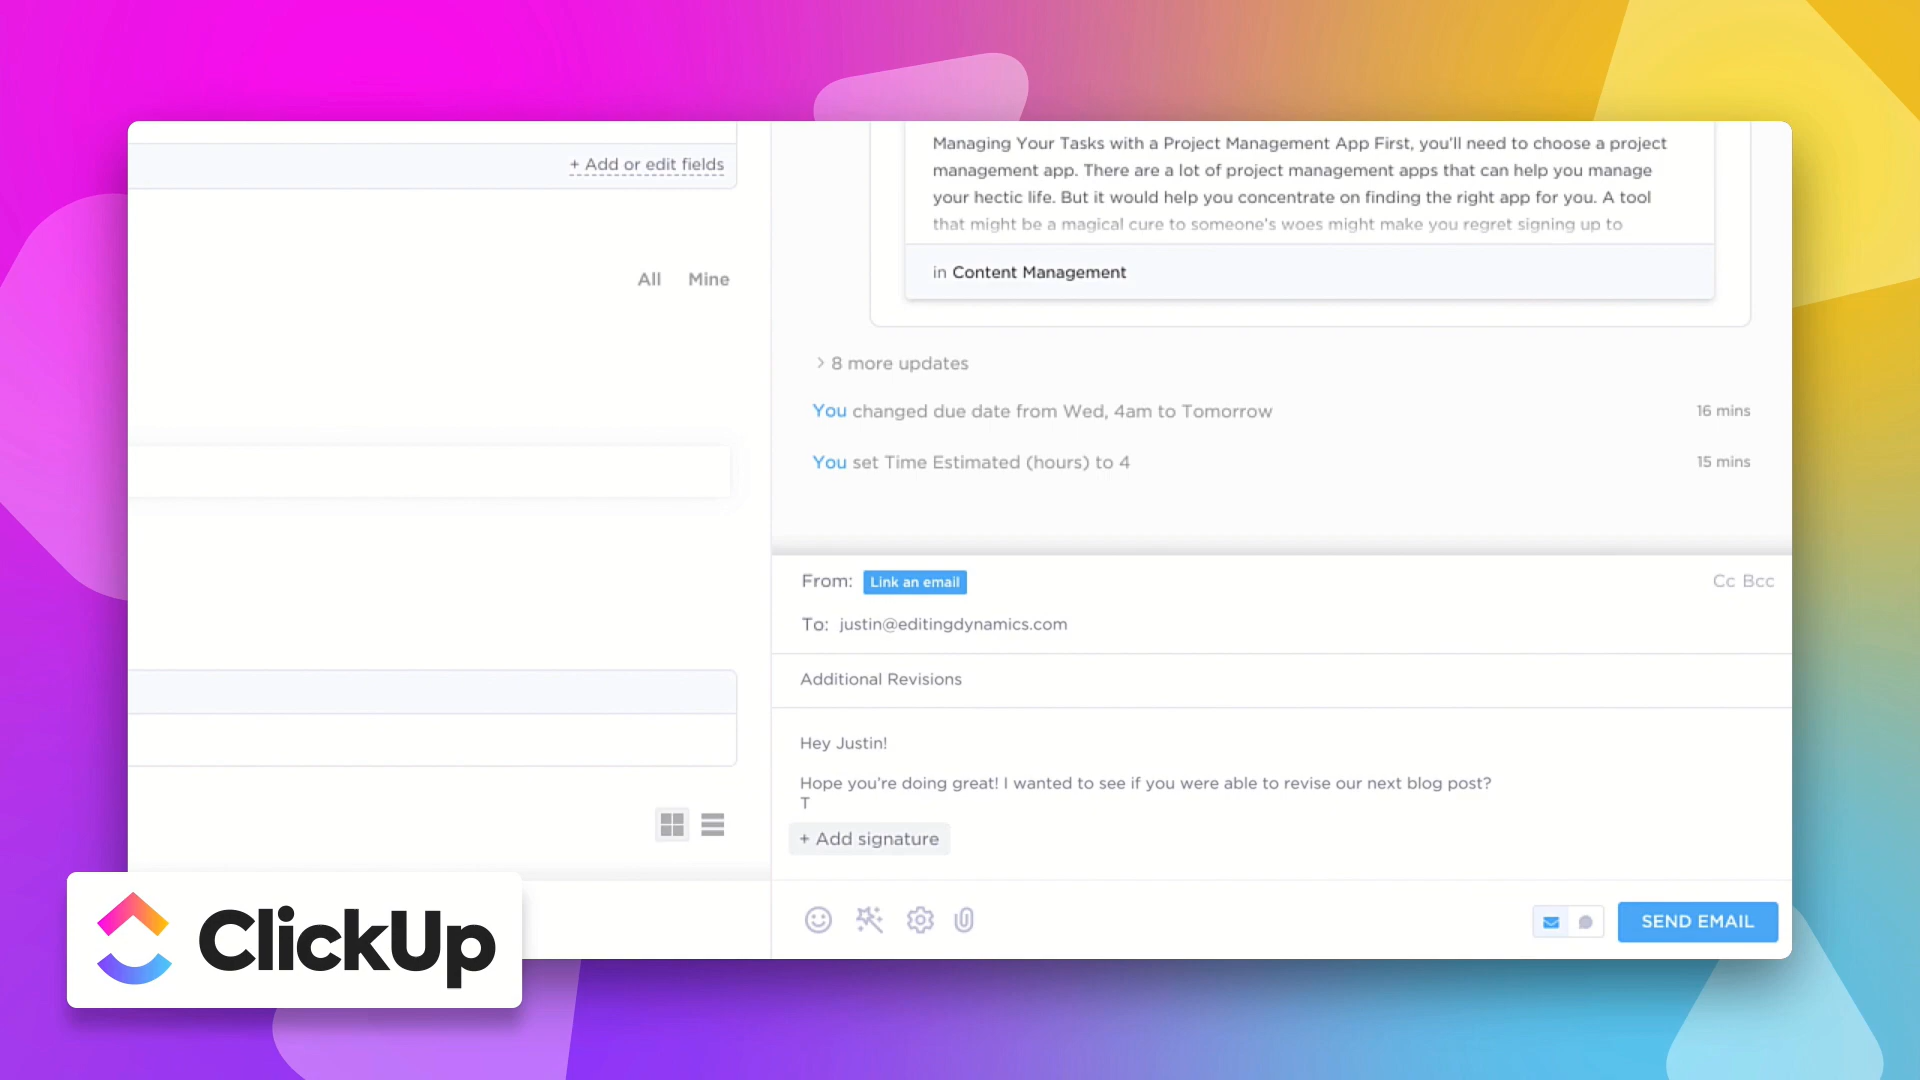 + Add or edit fields
All Mine
Managing Your Tasks with a Project Management App First, you’ll need to choose a project
management app. There are a lot of project management apps that can help you manage
your hectic life. But it would help you concentrate on finding the right app for you. A tool
that might be a magical cure to someone’s woes might make you regret signing up to
in Content Management
8 more updates
You changed due date from Wed, 4am to Tomorrow 16 mins
You set Time Estimated (hours) to 4 15 mins
From: Link an email Cc Bcc
To: justin@editingdynamics.com
Additional Revisions
Hey Justin!
Hope you’re doing great! I wanted to see if you were able to revise our next blog post?
T
+ Add signature
SEND EMAIL
ClickUp